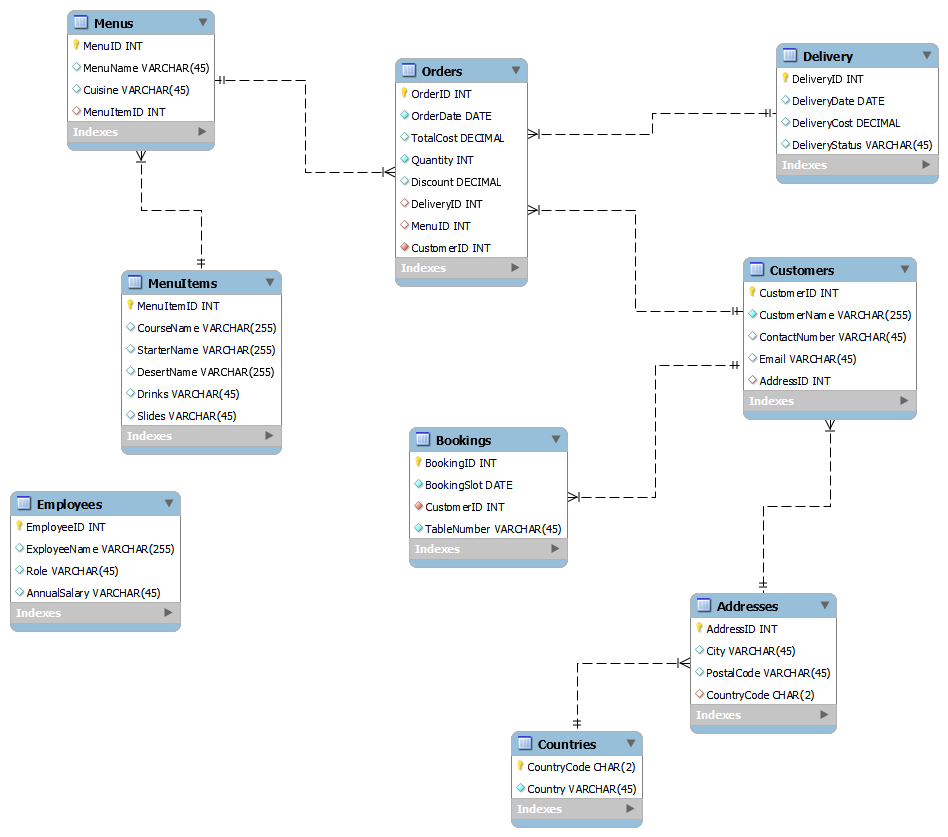 Menus
MenuID INT
MenuName VARCHAR(45)
Cuisine VARCHAR(45)
MenuItemID INT
Indexes
Orders
OrderID INT
OrderDate DATE
TotalCost DECIMAL
Quantity INT
Discount DECIMAL
DeliveryID INT
MenuID INT
CustomerID INT
Indexes
Delivery
DeliveryID INT
DeliveryDate DATE
DeliveryCost DECIMAL
DeliveryStatus VARCHAR(45)
Indexes
MenuItems
MenuItemID INT
CourseName VARCHAR(255)
StarterName VARCHAR(255)
DesertName VARCHAR(255)
Drinks VARCHAR(45)
Slides VARCHAR(45)
Indexes
Customers
CustomerID INT
CustomerName VARCHAR(255)
ContactNumber VARCHAR(45)
Email VARCHAR(45)
AddressID INT
Indexes
Bookings
BookingID INT
BookingSlot DATE
CustomerID INT
TableNumber VARCHAR(45)
Indexes
Employees
EmployeeID INT
ExployeeName VARCHAR(255)
Role VARCHAR(45)
AnnualSalary VARCHAR(45)
Indexes
Addresses
AddressID INT
City VARCHAR(45)
PostalCode VARCHAR(45)
CountryCode CHAR(2)
Indexes
Countries
CountryCode CHAR(2)
Country VARCHAR(45)
Indexes